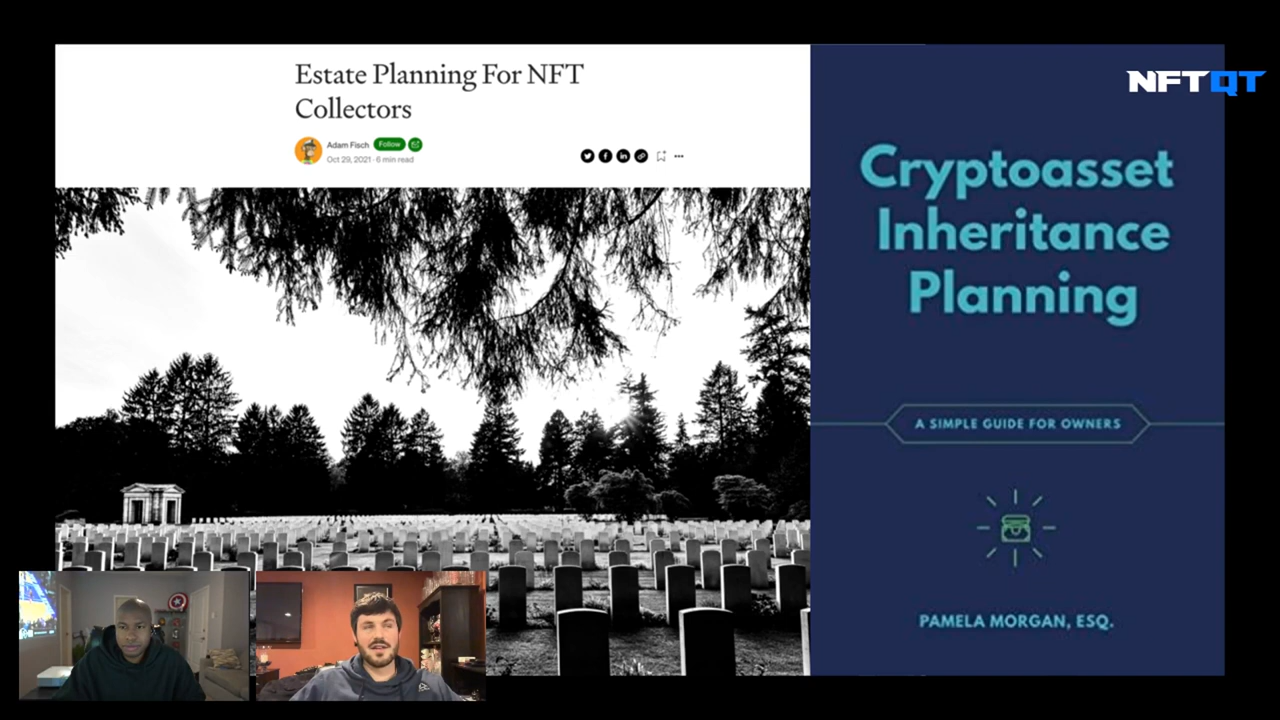 Estate Planning For NFT
Collectors
Adam Fisch Follow
Oct 29, 2021 · 6 min read
NFTQT
Cryptoasset
Inheritance
Planning
A SIMPLE GUIDE FOR OWNERS
PAMELA MORGAN, ESQ.